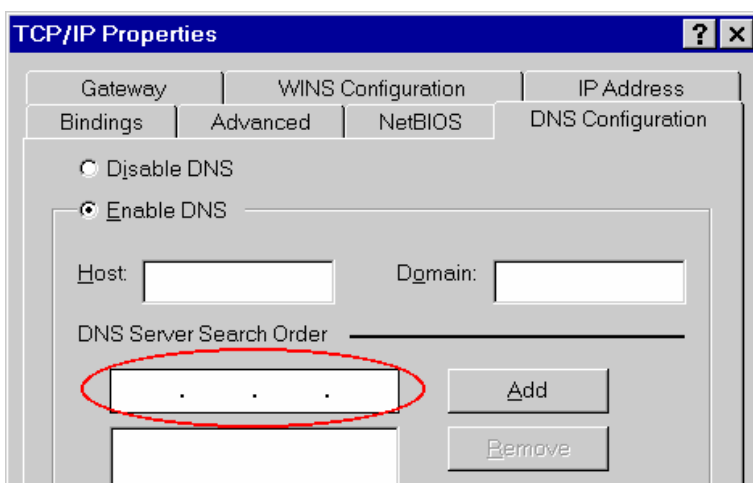 TCP/IP Properties ? ×
Gateway WINS Configuration IP Address
Bindings Advanced NetBIOS DNS Configuration
Disable DNS
Enable DNS
Host: Domain:
DNS Server Search Order
. . . Add
Remove